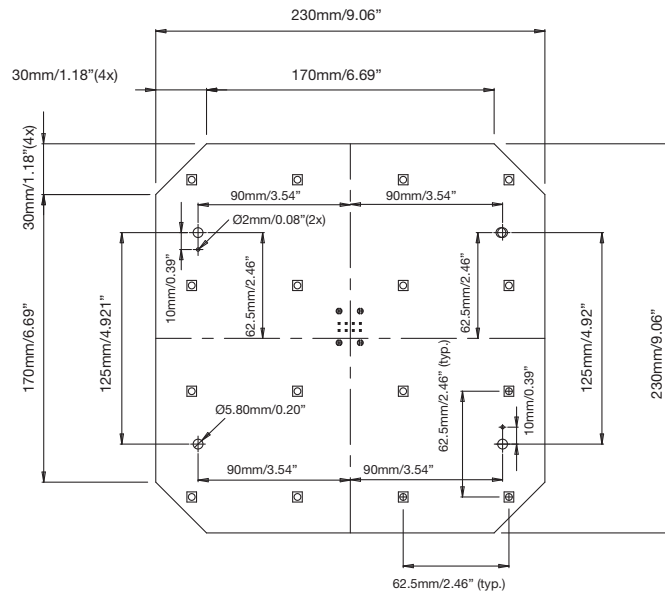 230mm/9.06”
30mm/1.18”(4x)
170mm/6.69”
30mm/1.18”(4x)
90mm/3.54”
90mm/3.54”
Ø2mm/0.08”(2x)
10mm/0.39”
62.5mm/2.46”
62.5mm/2.46”
170mm/6.69”
125mm/4.921”
125mm/4.92”
230mm/9.06”
62.5mm/2.46” (typ.)
10mm/0.39”
Ø5.80mm/0.20”
90mm/3.54”
90mm/3.54”
62.5mm/2.46” (typ.)